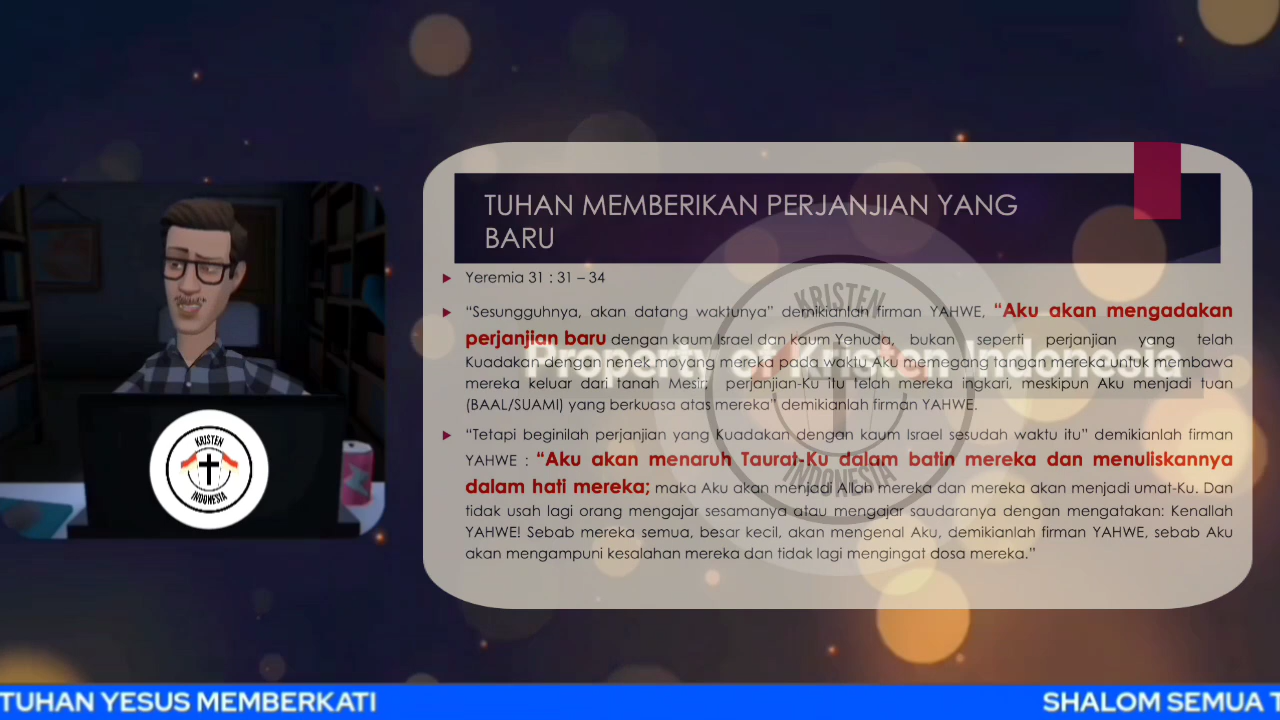 TUHAN MEMBERIKAN PERJANJIAN YANG
BARU
Yeremia 31 : 31 – 34
“Sesungguhnya, akan datang waktunya” demikianlah firman YAHWE, “Aku akan mengadakan
perjanjian baru dengan kaum Israel dan kaum Yehuda, bukan seperti perjanjian yang telah
Kuadakan dengan nenek moyang mereka pada waktu Aku memegang tangan mereka untuk membawa
mereka keluar dari tanah Mesir; perjanjian-Ku itu telah mereka ingkari, meskipun Aku menjadi tuan
(BAAL/SUAMI) yang berkuasa atas mereka” demikianlah firman YAHWE.
“Tetapi beginilah perjanjian yang Kuadakan dengan kaum Israel sesudah waktu itu” demikianlah firman
YAHWE : “Aku akan menaruh Taurat-Ku dalam batin mereka dan menuliskannya
dalam hati mereka; maka Aku akan menjadi Allah mereka dan mereka akan menjadi umat-Ku. Dan
tidak usah lagi orang mengajar sesamanya atau mengajar saudaranya dengan mengatakan: Kenallah
YAHWE! Sebab mereka semua, besar kecil, akan mengenal Aku, demikianlah firman YAHWE, sebab Aku
akan mengampuni kesalahan mereka dan tidak lagi mengingat dosa mereka.”
Property of Kristen Indonesia
KRISTEN
INDONESIA
KRISTEN
INDONESIA
TUHAN YESUS MEMBERKATI
SHALOM SEMUA